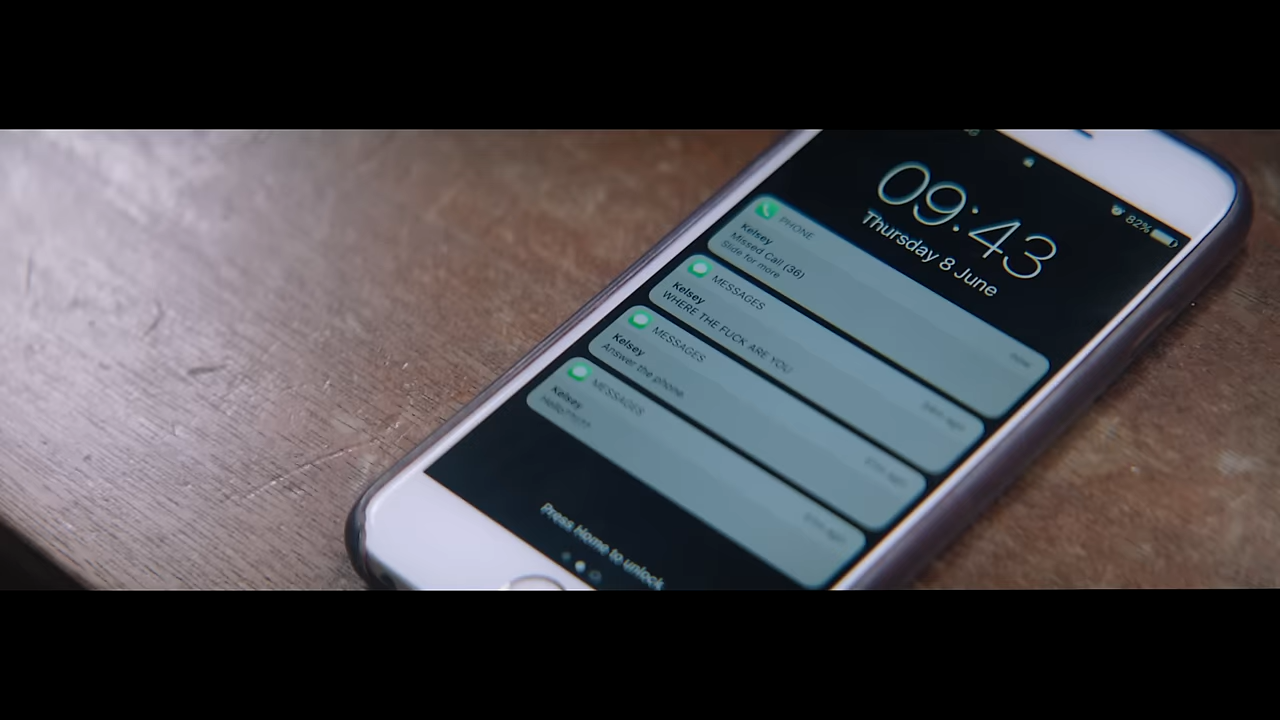 82%
09:43
Thursday 8 June
PHONE
Kelsey
Missed Call (36)
Slide for more
MESSAGES
Kelsey
WHERE THE FUCK ARE YOU
MESSAGES
Kelsey
Answer the phone.
MESSAGES
Kelsey
Press Home to unlock